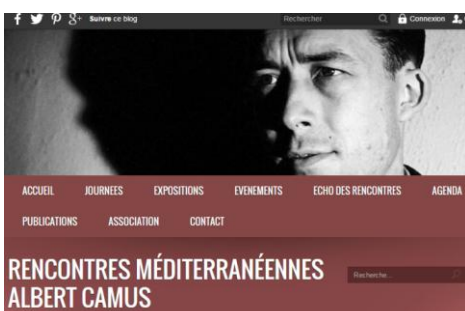 Suivre ce blog Rechercher Connexion
ACCUEIL JOURNEES EXPOSITIONS EVENEMENTS ECHO DES RENCONTRES AGENDA
PUBLICATIONS ASSOCIATION CONTACT
RENCONTRES MÉDITERRANÉENNES
ALBERT CAMUS
Recherche...